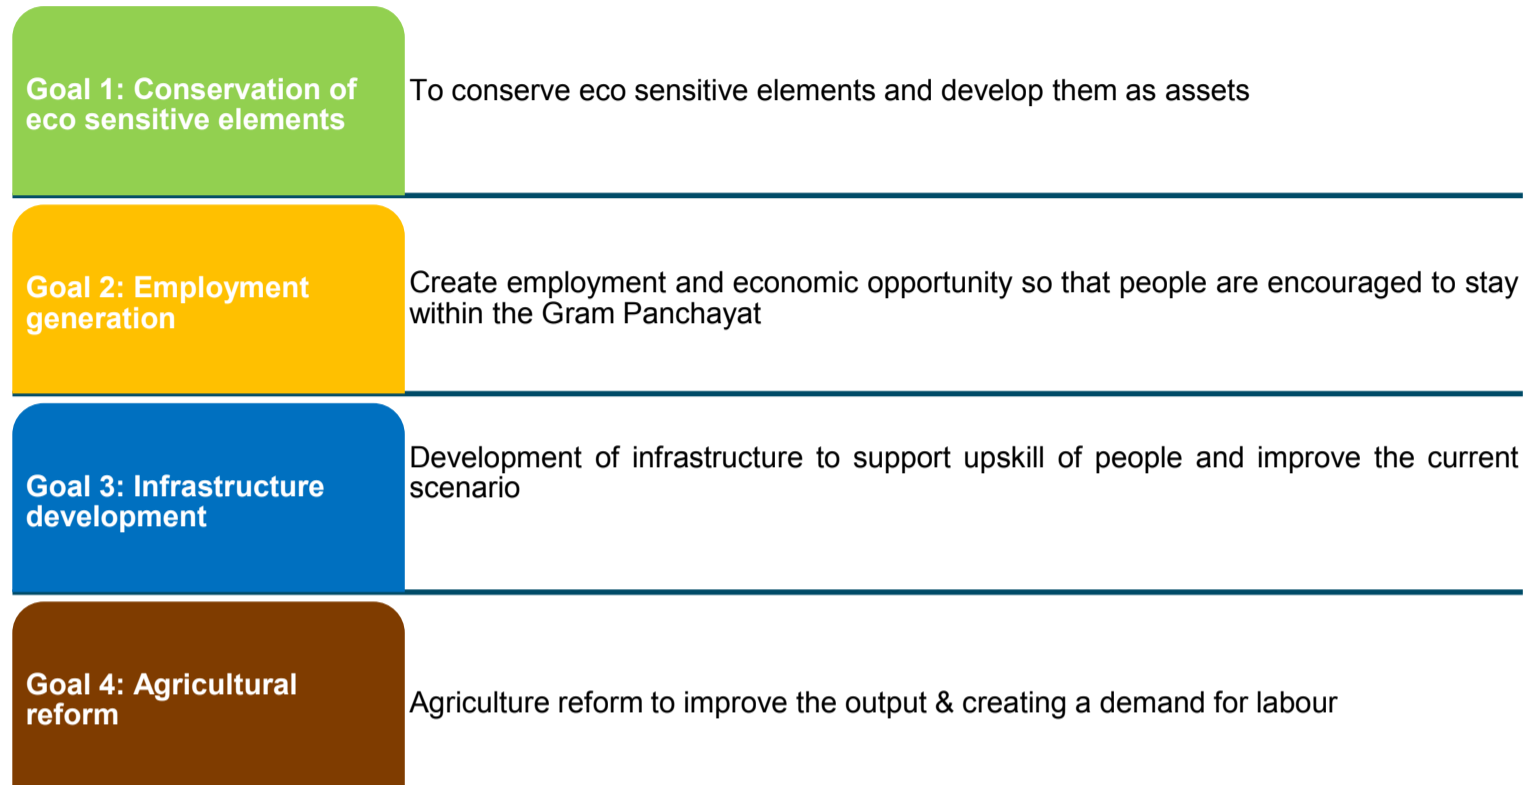 Goal 1: Conservation of
eco sensitive elements
To conserve eco sensitive elements and develop them as assets
Goal 2: Employment
generation
Create employment and economic opportunity so that people are encouraged to stay
within the Gram Panchayat
Goal 3: Infrastructure
development
Development of infrastructure to support upskill of people and improve the current
scenario
Goal 4: Agricultural
reform
Agriculture reform to improve the output & creating a demand for labour